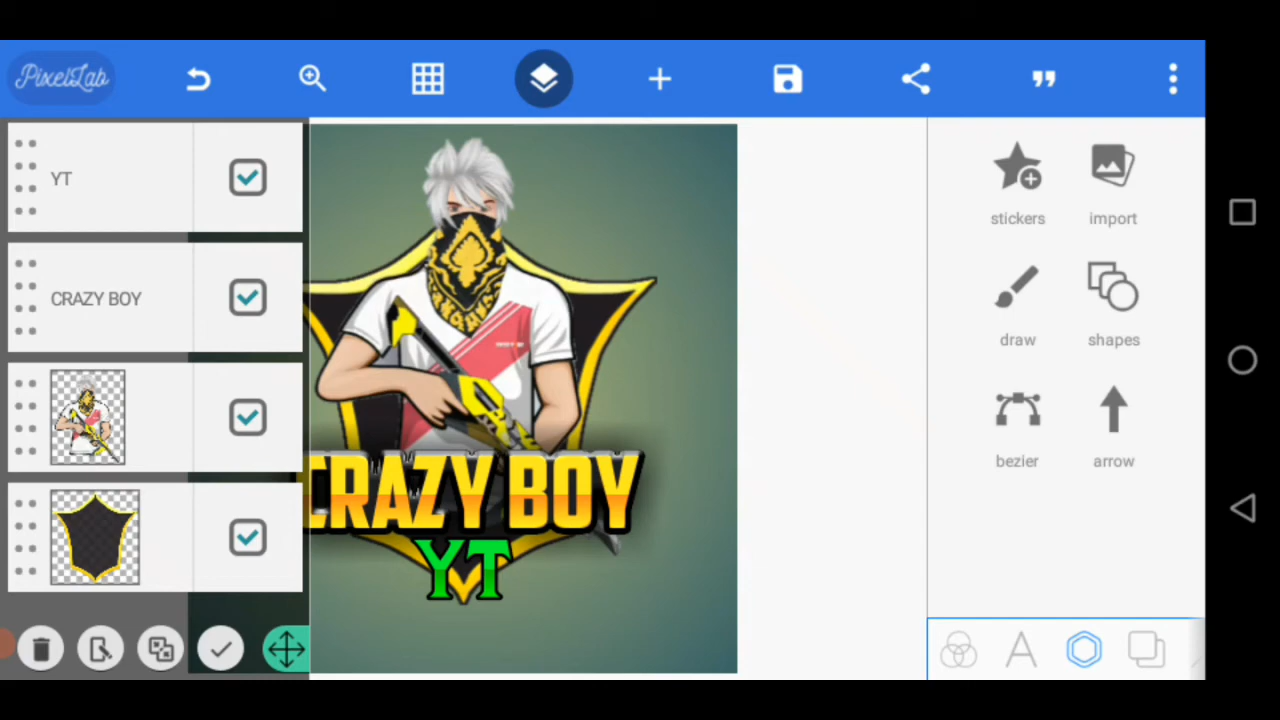 PixelLab
YT
CRAZY BOY
stickers
import
draw
shapes
bezier
arrow
CRAZY BOY
YT